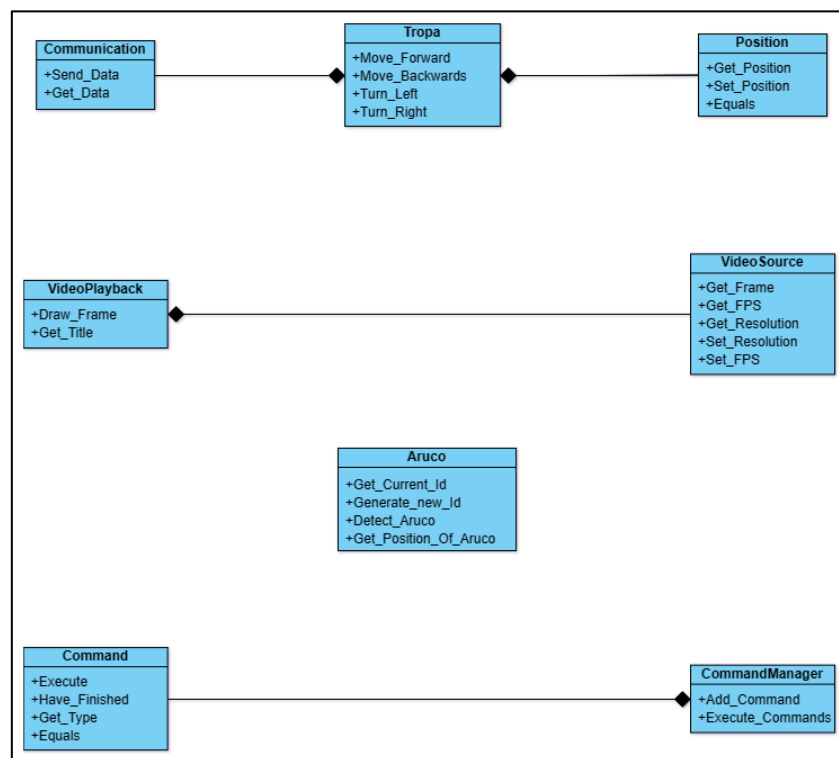 Communication
+Send_Data
+Get_Data
Tropa
+Move_Forward
+Move_Backwards
+Turn_Left
+Turn_Right
Position
+Get_Position
+Set_Position
+Equals
VideoPlayback
+Draw_Frame
+Get_Title
VideoSource
+Get_Frame
+Get_FPS
+Get_Resolution
+Set_Resolution
+Set_FPS
Aruco
+Get_Current_Id
+Generate_new_Id
+Detect_Aruco
+Get_Position_Of_Aruco
Command
+Execute
+Have_Finished
+Get_Type
+Equals
CommandManager
+Add_Command
+Execute_Commands